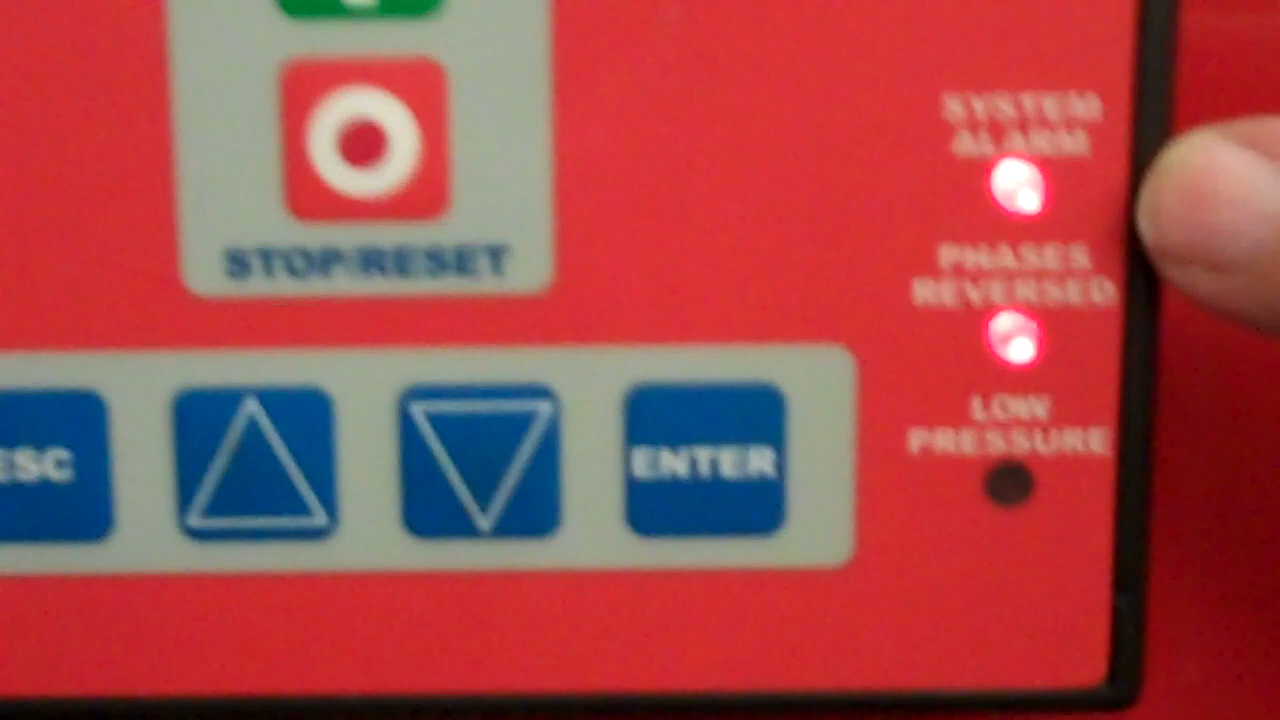 SYSTEM
ALARM
STOP/RESET
PHASES
REVERSED
LOW
PRESSURE
ESC
ENTER